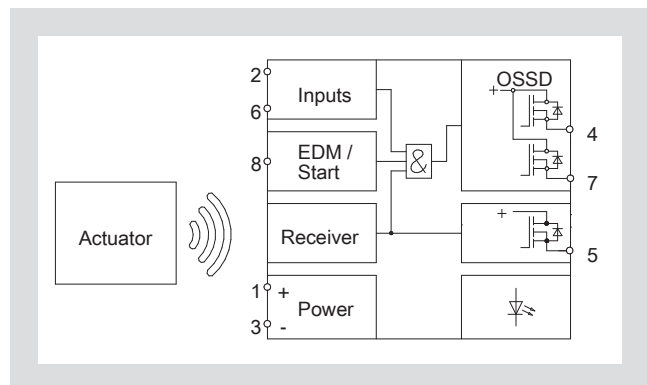 2
6
Inputs
OSSD
+
4
8
EDM /
Start
&
7
Actuator
Receiver
+
5
1
+
3
-
Power